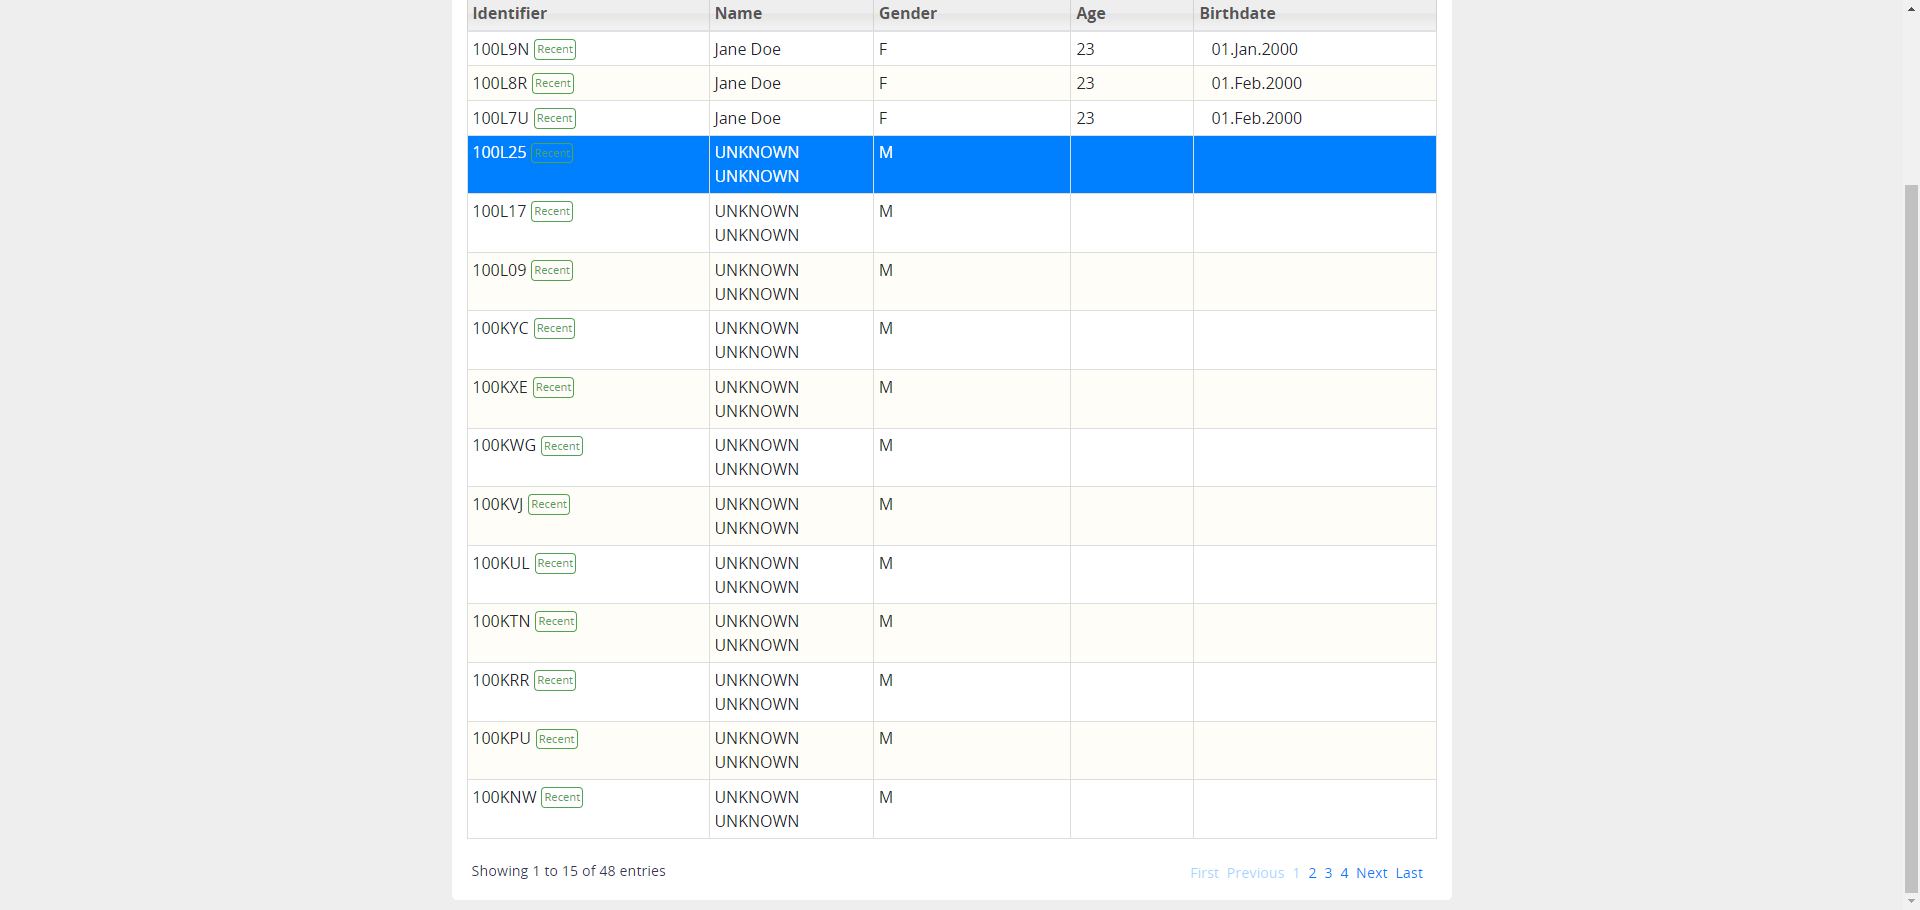 Identifier Name Gender Age Birthdate
100L9N Recent Jane Doe F 23 01.Jan.2000
100L8R Recent Jane Doe F 23 01.Feb.2000
100L7U Recent Jane Doe F 23 01.Feb.2000
100L25 Recent UNKNOWN M
UNKNOWN
100L17 Recent UNKNOWN M
UNKNOWN
100L09 Recent UNKNOWN M
UNKNOWN
100KYC Recent UNKNOWN M
UNKNOWN
100KXE Recent UNKNOWN M
UNKNOWN
100KWG Recent UNKNOWN M
UNKNOWN
100KVJ Recent UNKNOWN M
UNKNOWN
100KUL Recent UNKNOWN M
UNKNOWN
100KTN Recent UNKNOWN M
UNKNOWN
100KRR Recent UNKNOWN M
UNKNOWN
100KPU Recent UNKNOWN M
UNKNOWN
100KNW Recent UNKNOWN M
UNKNOWN
Showing 1 to 15 of 48 entries First Previous 1 2 3 4 Next Last